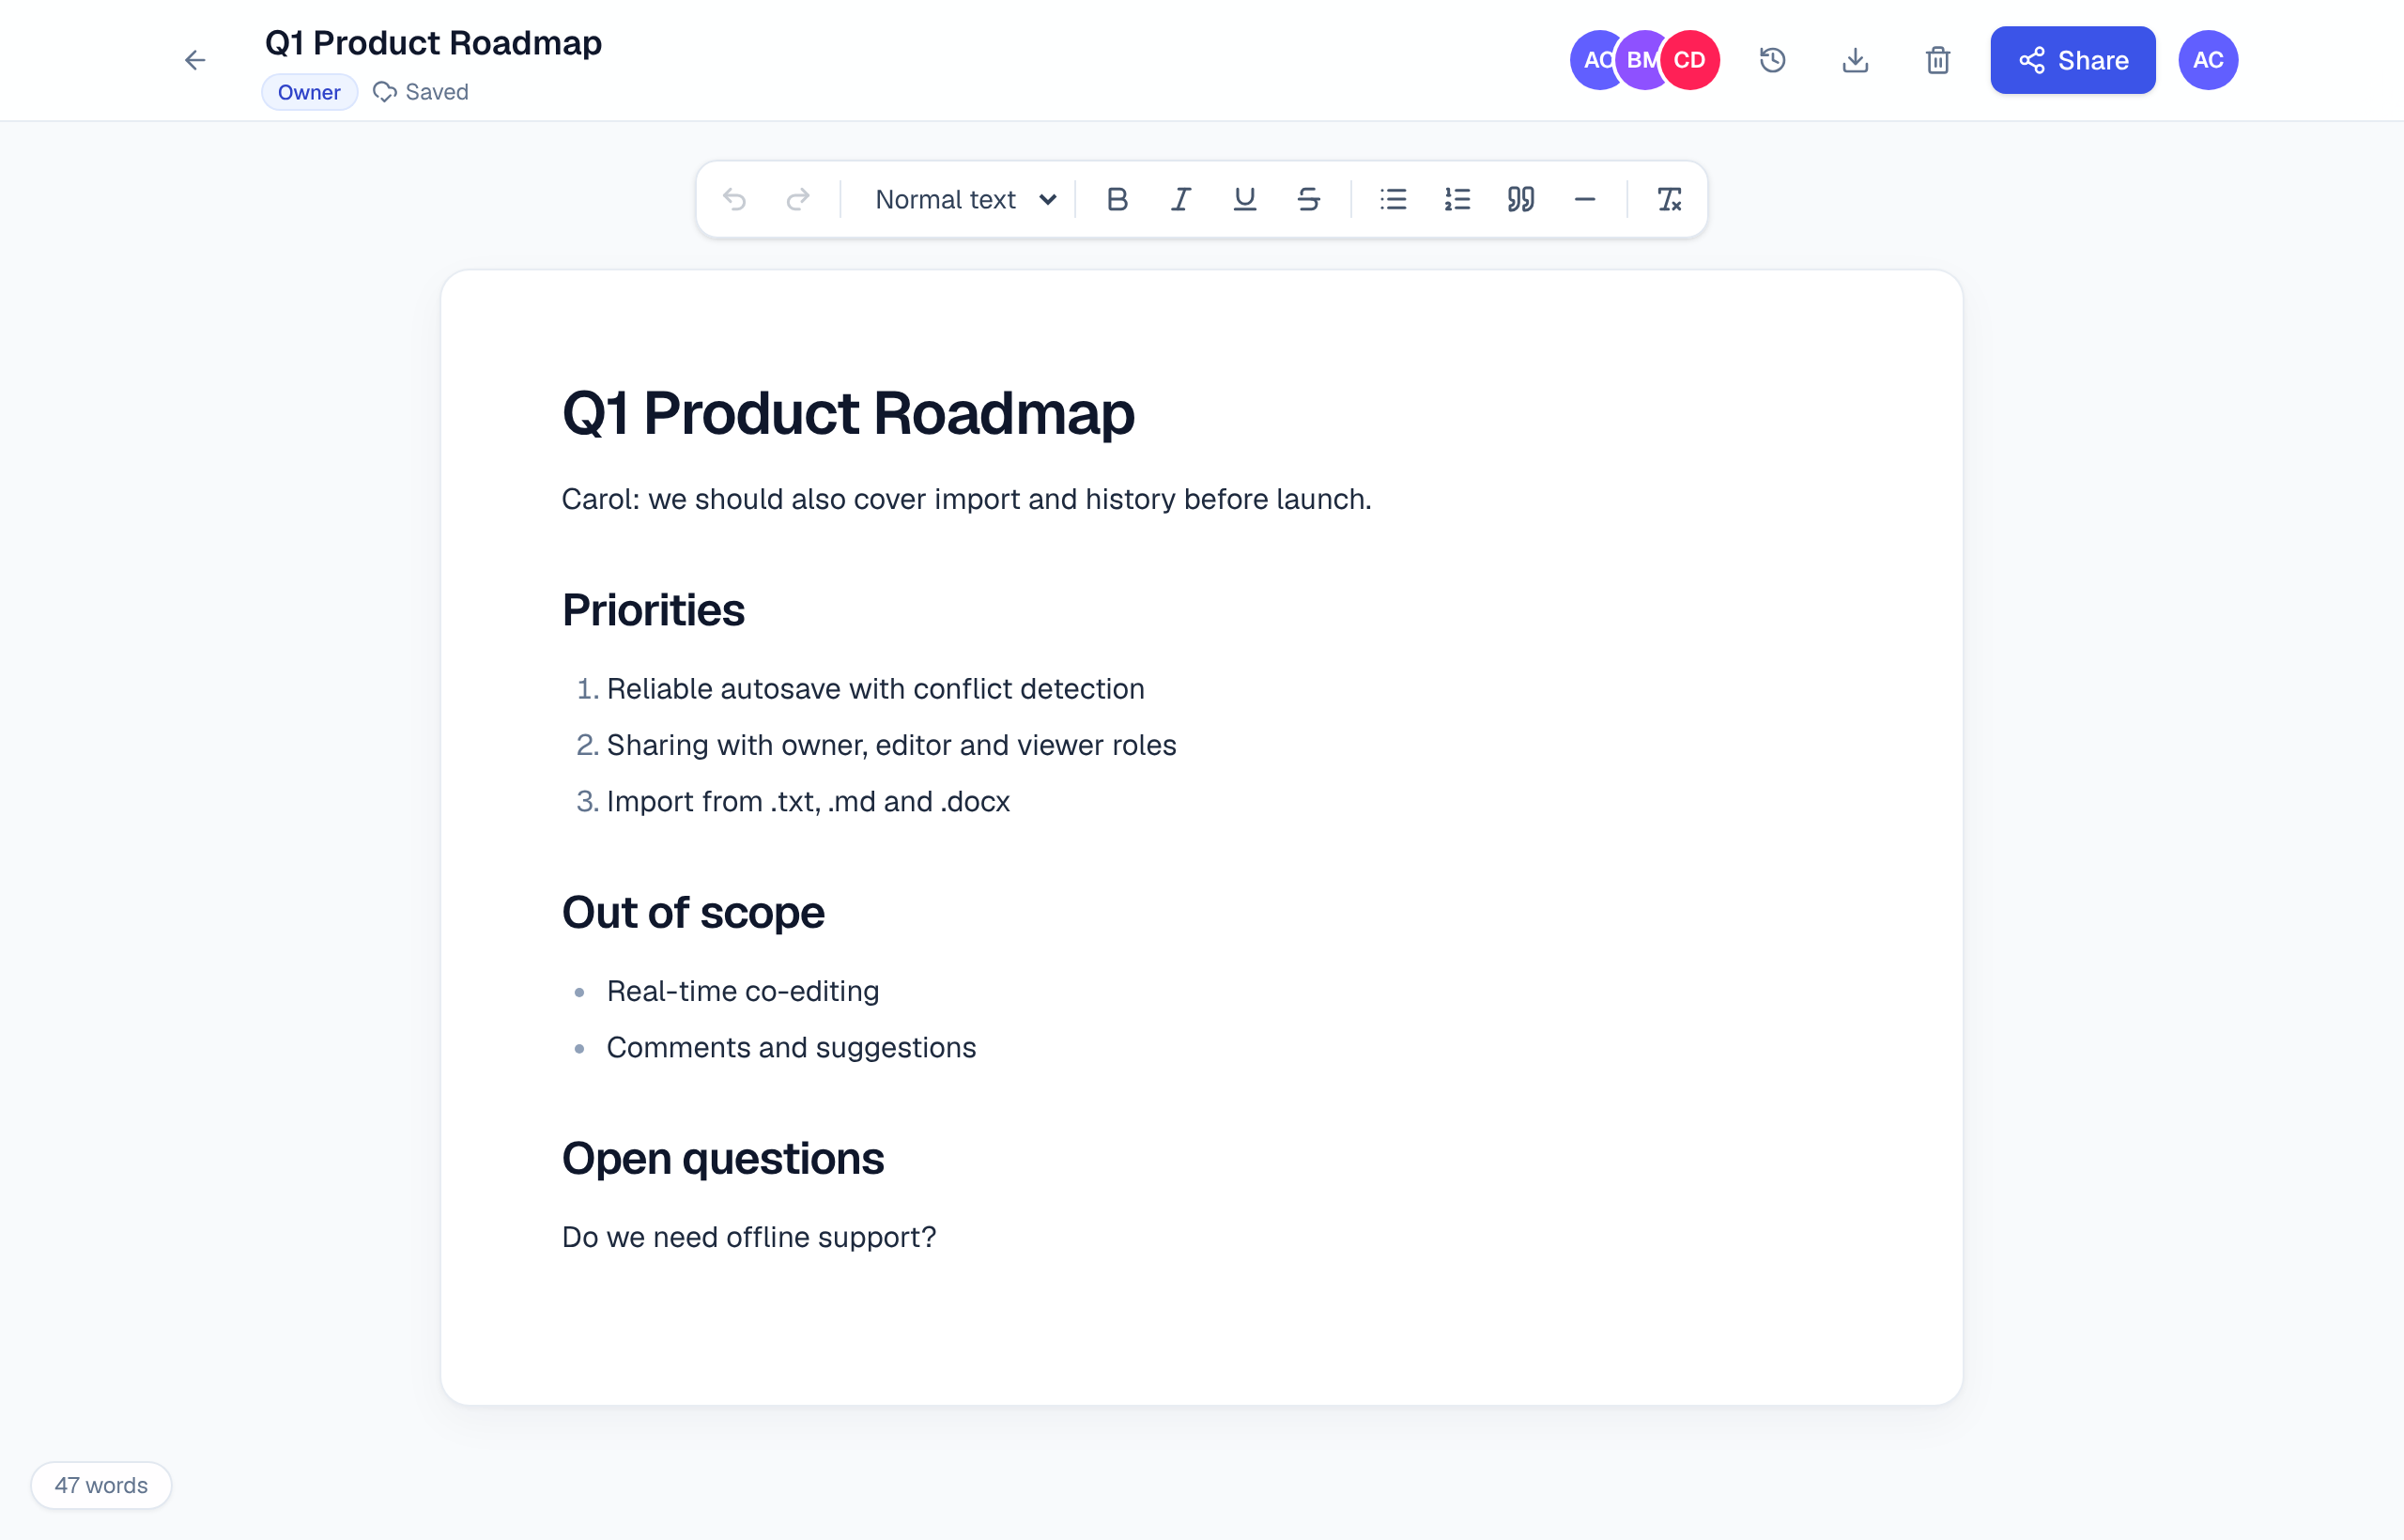 Q1 Product Roadmap
Owner
Saved
AC
BM
CD
Share
AC
Normal text
Q1 Product Roadmap
Carol: we should also cover import and history before launch.
Priorities
1. Reliable autosave with conflict detection
2. Sharing with owner, editor and viewer roles
3. Import from .txt, .md and .docx
Out of scope
• Real-time co-editing
• Comments and suggestions
Open questions
Do we need offline support?
47 words